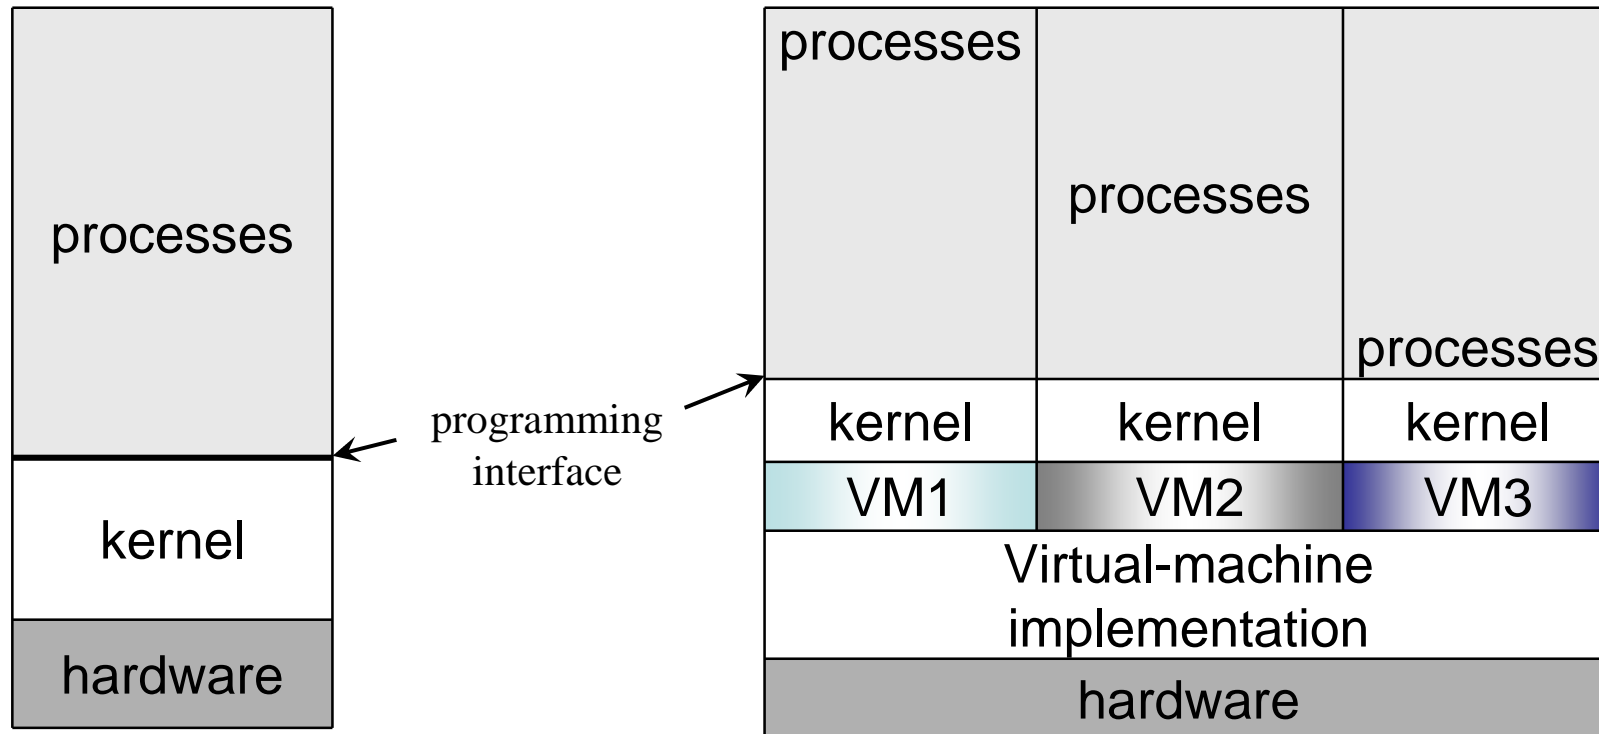 processes
kernel
hardware
programming
interface
processes
processes
processes
kernel
kernel
kernel
VM1
VM2
VM3
Virtual-machine
implementation
hardware